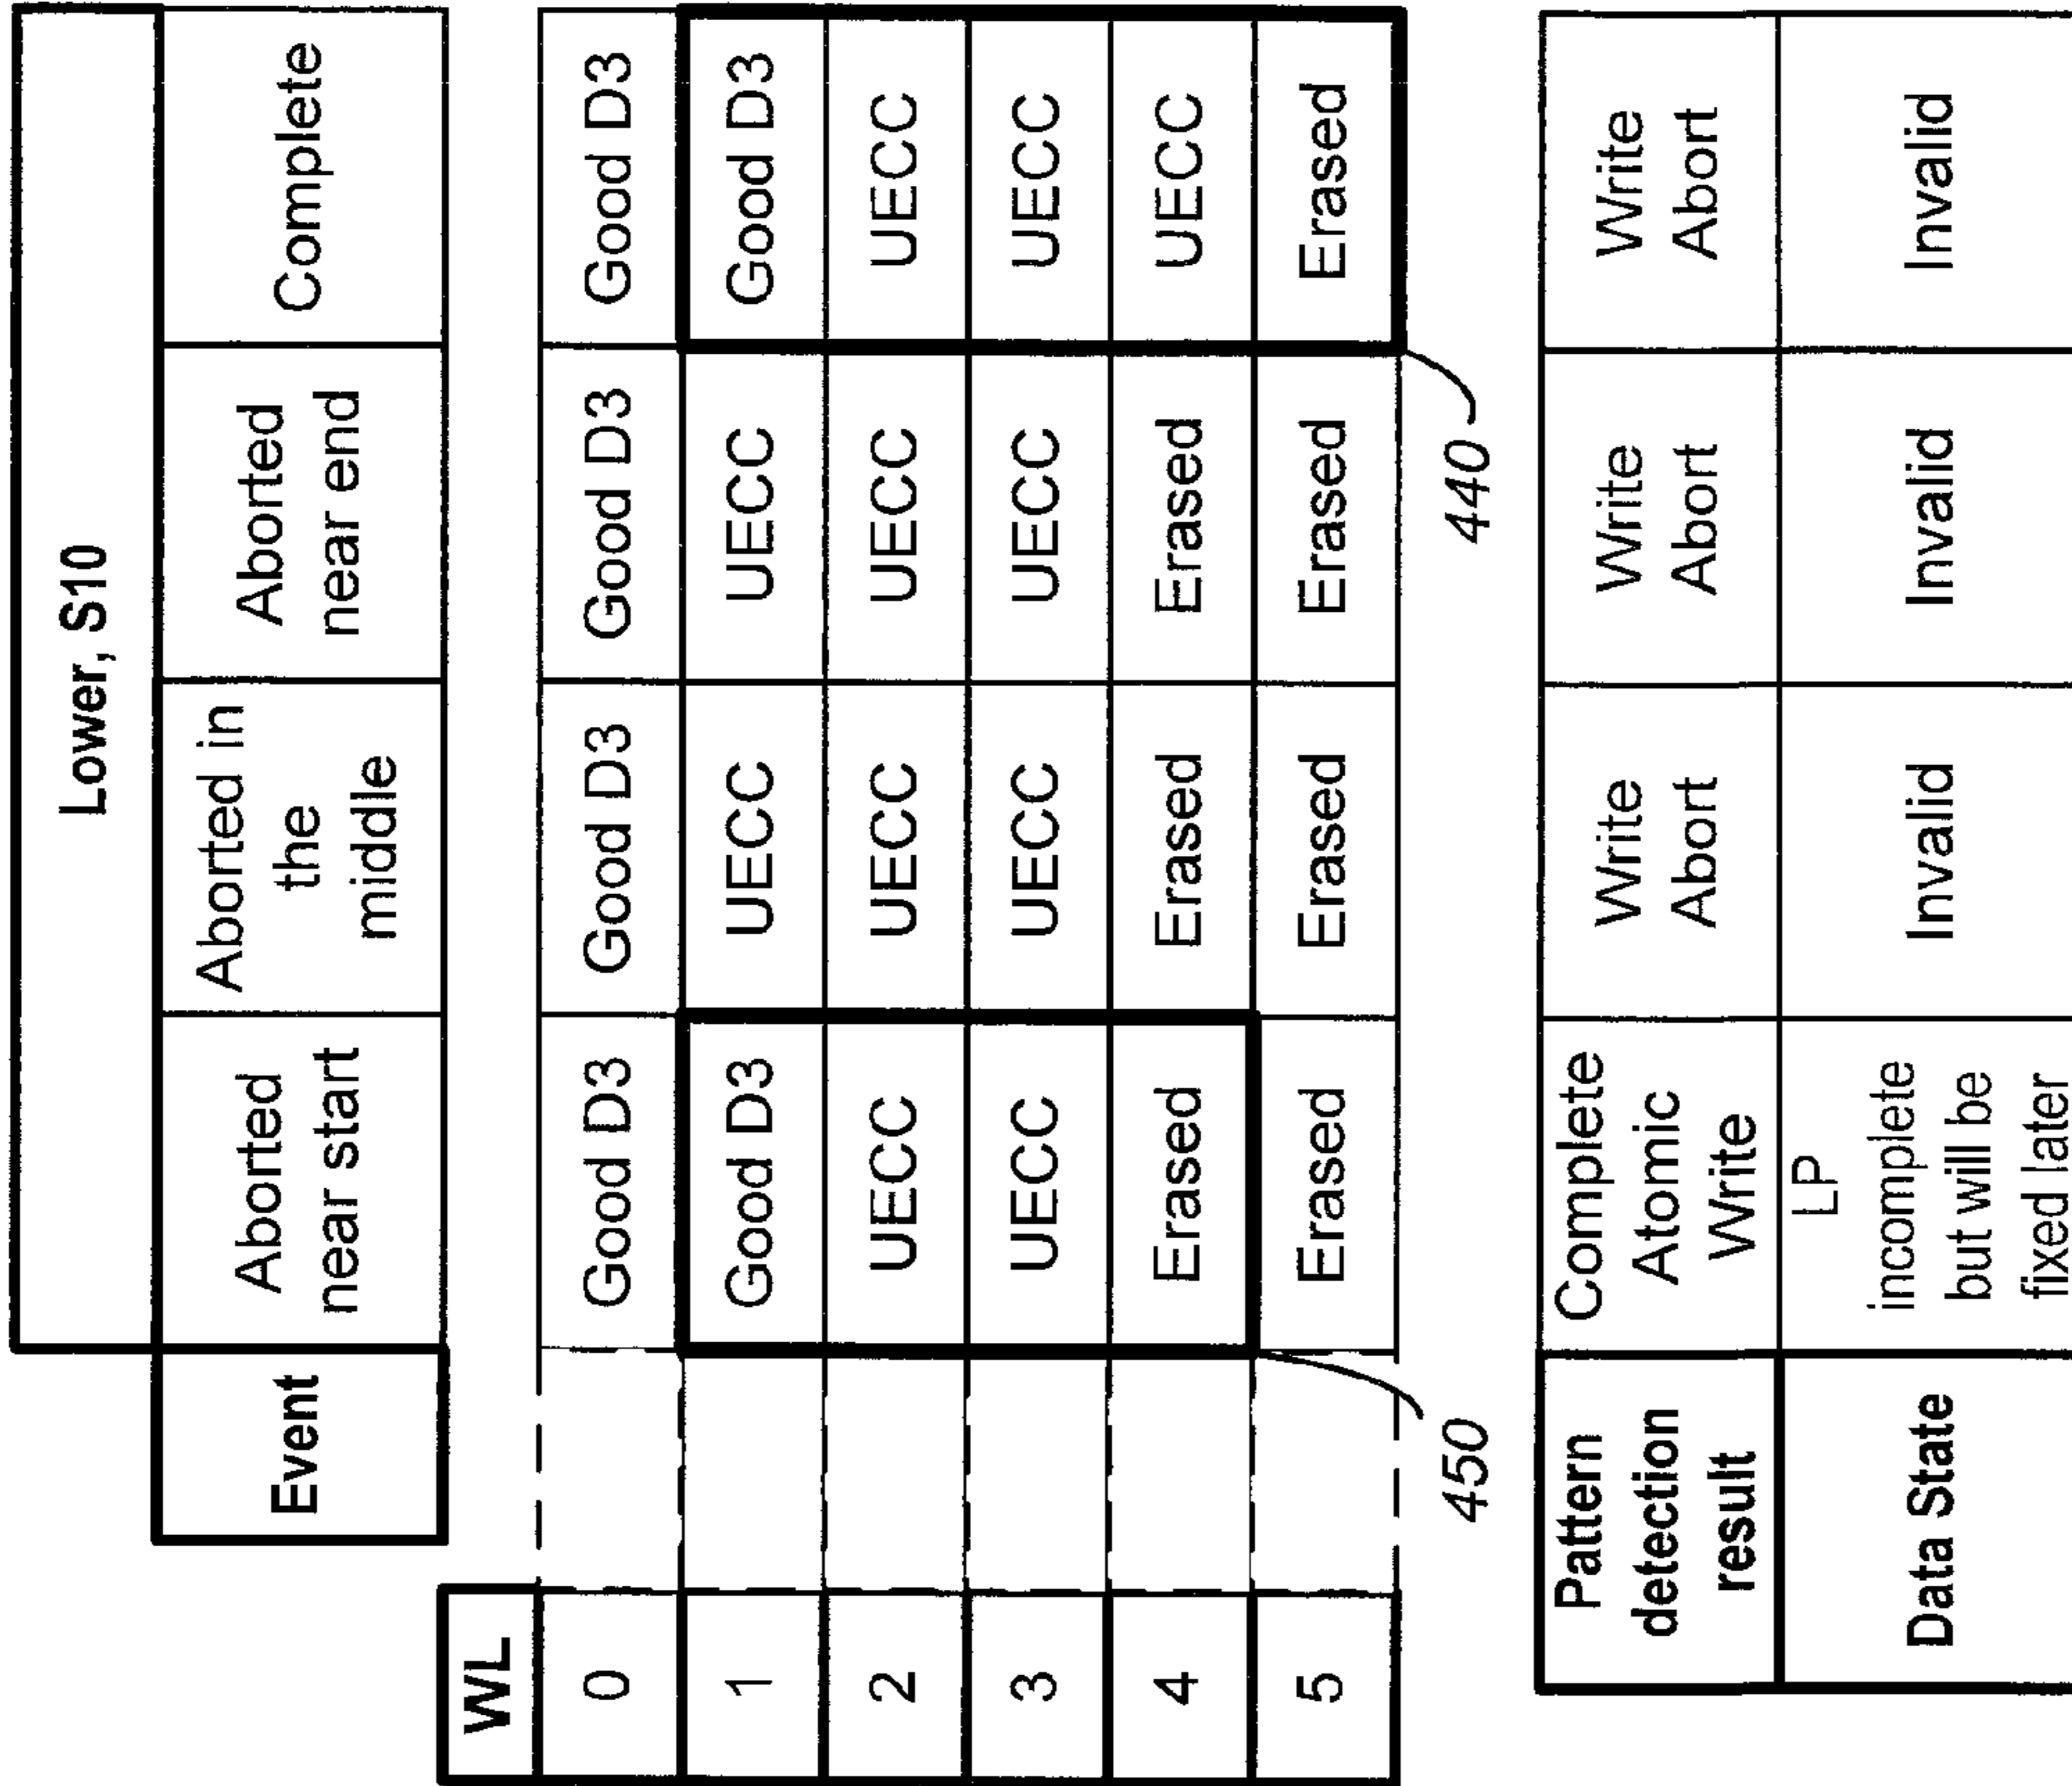 Lower, S10
Event
Aborted
near start
Aborted in
the
middle
Aborted
near end
Complete
WL
0 Good D3 Good D3 Good D3 Good D3
1 Good D3 UECC UECC Good D3
2 UECC UECC UECC UECC
3 UECC UECC UECC UECC
4 Erased Erased Erased UECC
5 Erased Erased Erased Erased
450
440
Pattern
detection
result
Complete
Atomic
Write
Write
Abort
Write
Abort
Write
Abort
Data State
LP
incomplete
but will be
fixed later
Invalid
Invalid
Invalid